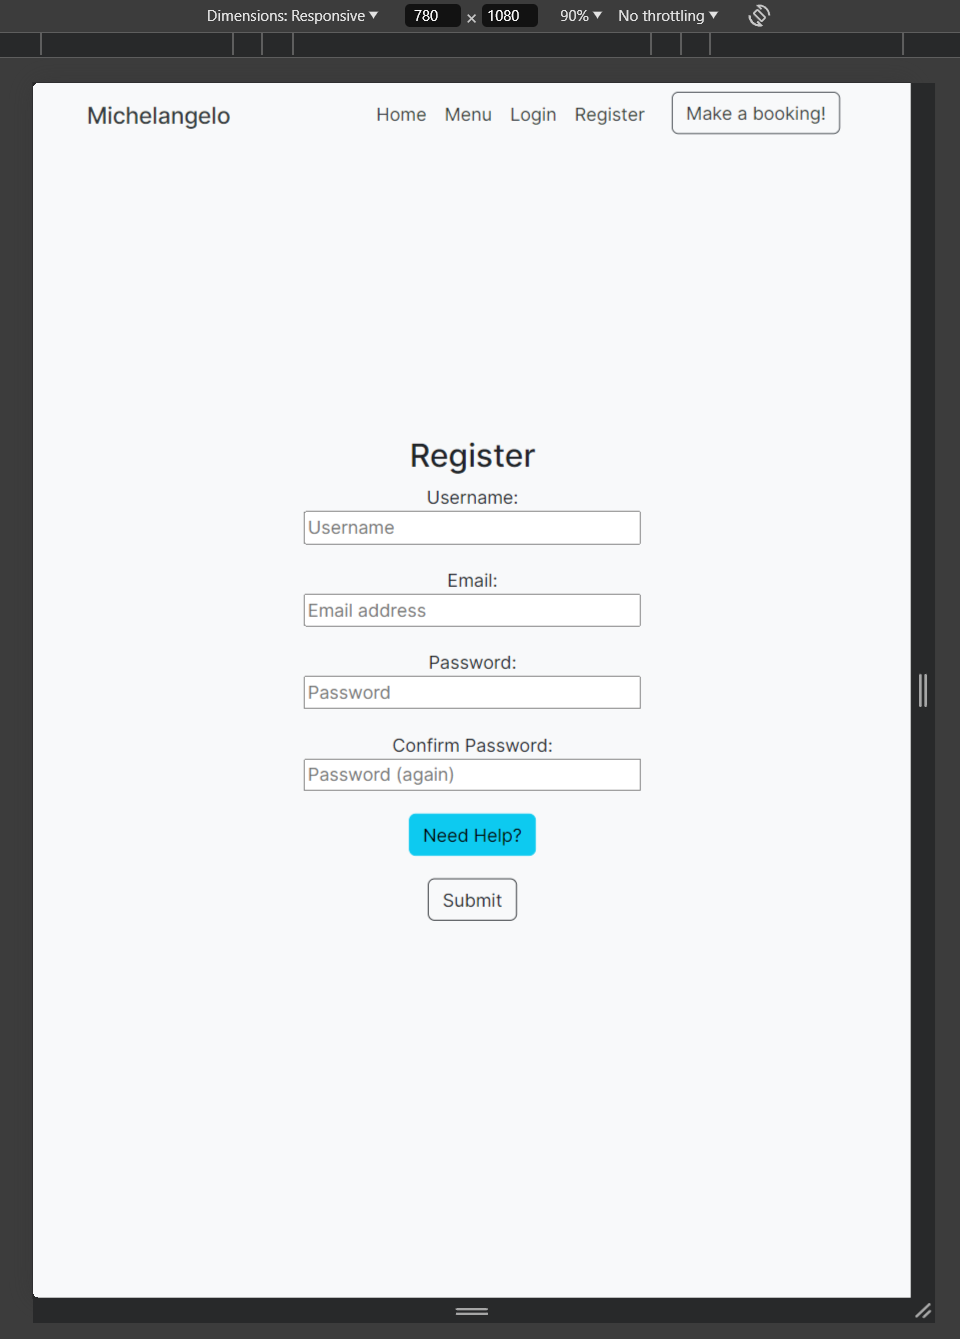 Dimensions: Responsive ▼ 780 × 1080 90% ▼ No throttling ▼
Michelangelo Home Menu Login Register Make a booking!
Register
Username:
Username
Email:
Email address
Password:
Password
Confirm Password:
Password (again)
Need Help?
Submit